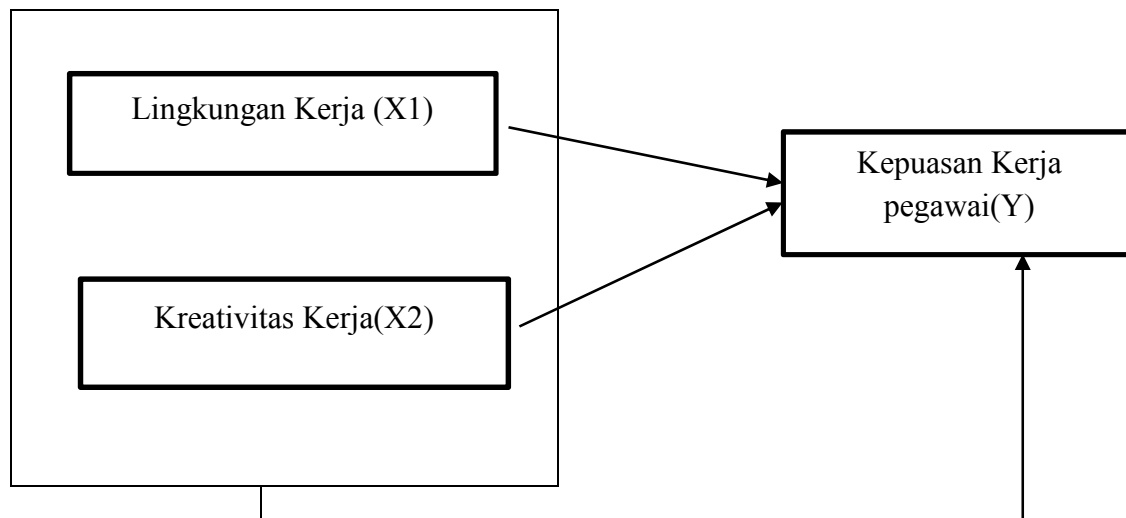 Lingkungan Kerja (X1)
Kepuasan Kerja
pegawai(Y)
Kreativitas Kerja(X2)